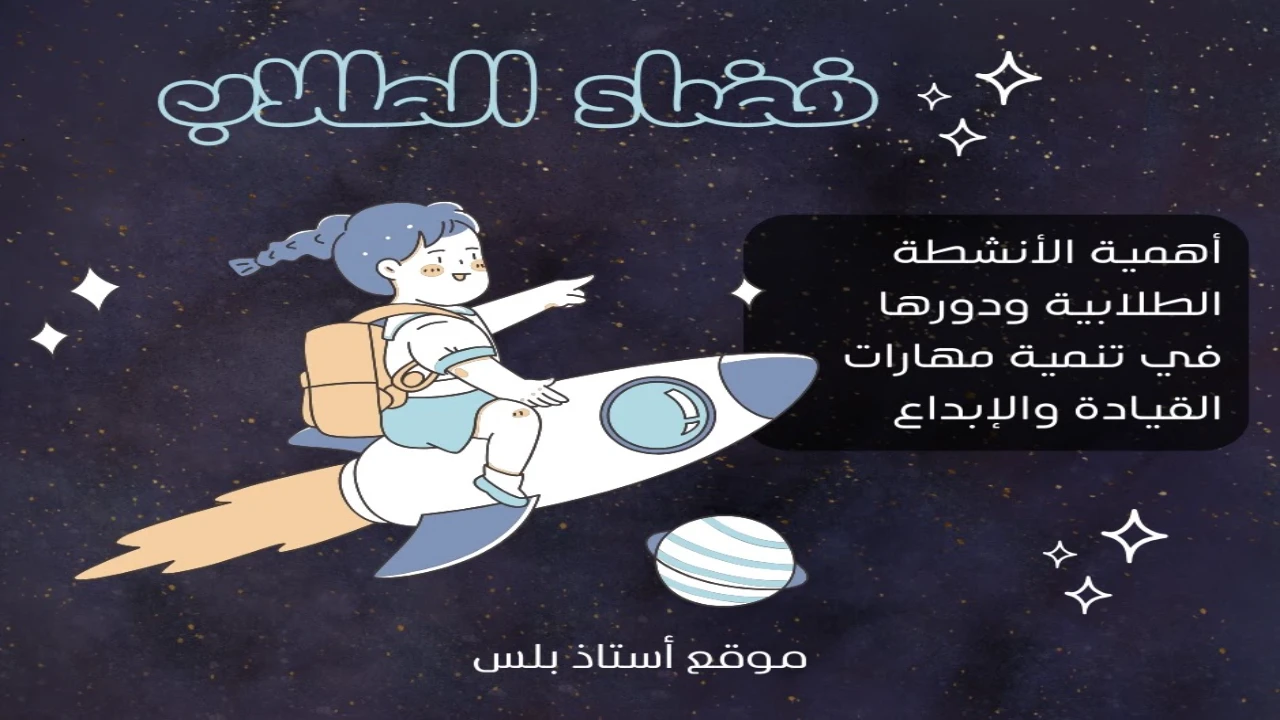 فضاء الطلاب
أهمية الأنشطة
الطلابية ودورها
في تنمية مهارات
القيادة والإبداع
موقع أستاذ بلس